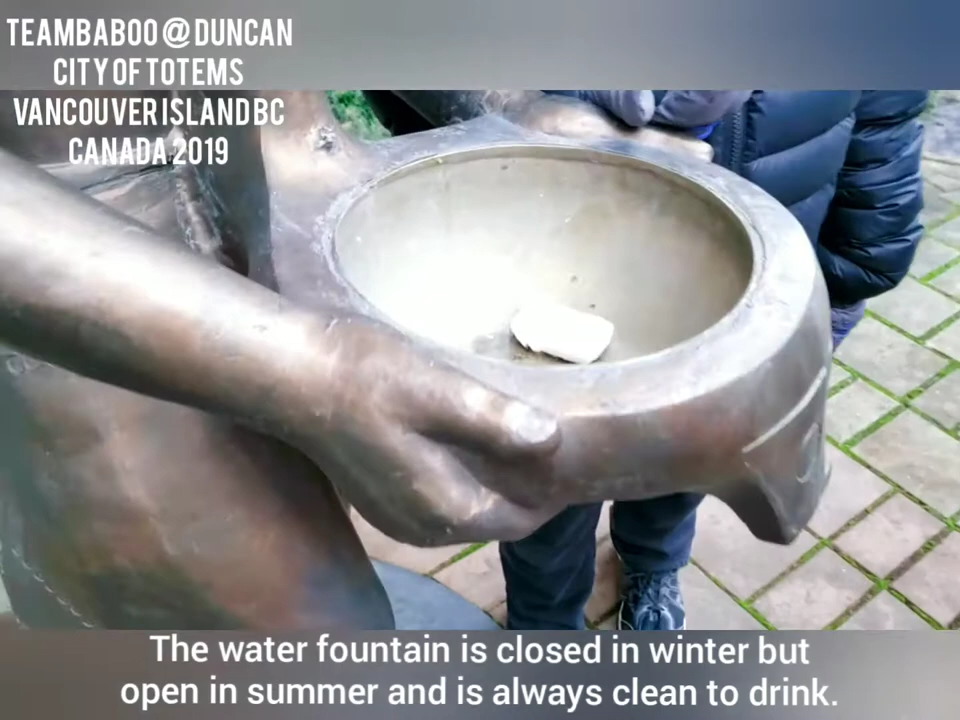 TEAMBABOO @ DUNCAN
CITY OF TOTEMS
VANCOUVER ISLAND BC
CANADA 2019
The water fountain is closed in winter but
open in summer and is always clean to drink.